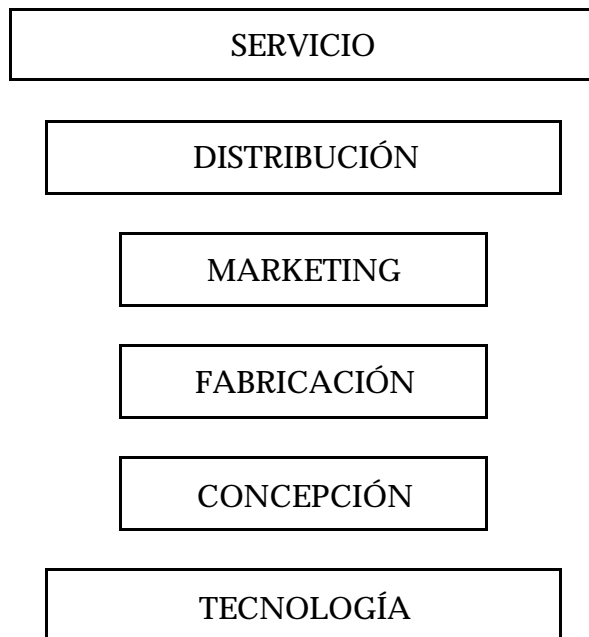 SERVICIO
DISTRIBUCIÓN
MARKETING
FABRICACIÓN
CONCEPCIÓN
TECNOLOGÍA